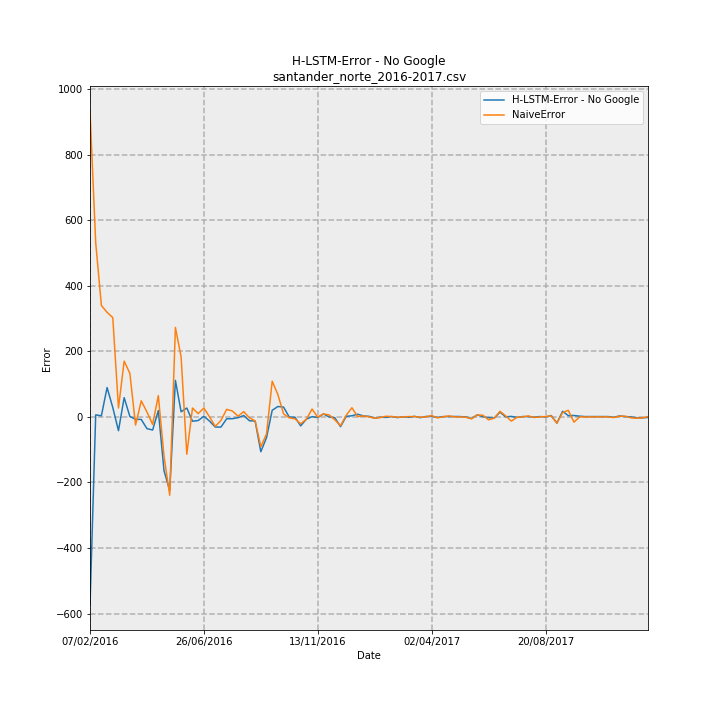 H-LSTM-Error - No Google
santander_norte_2016-2017.csv
H-LSTM-Error - No Google
NaiveError
1000
800
600
400
200
0
−200
−400
−600
Error
07/02/2016
26/06/2016
13/11/2016
02/04/2017
20/08/2017
Date